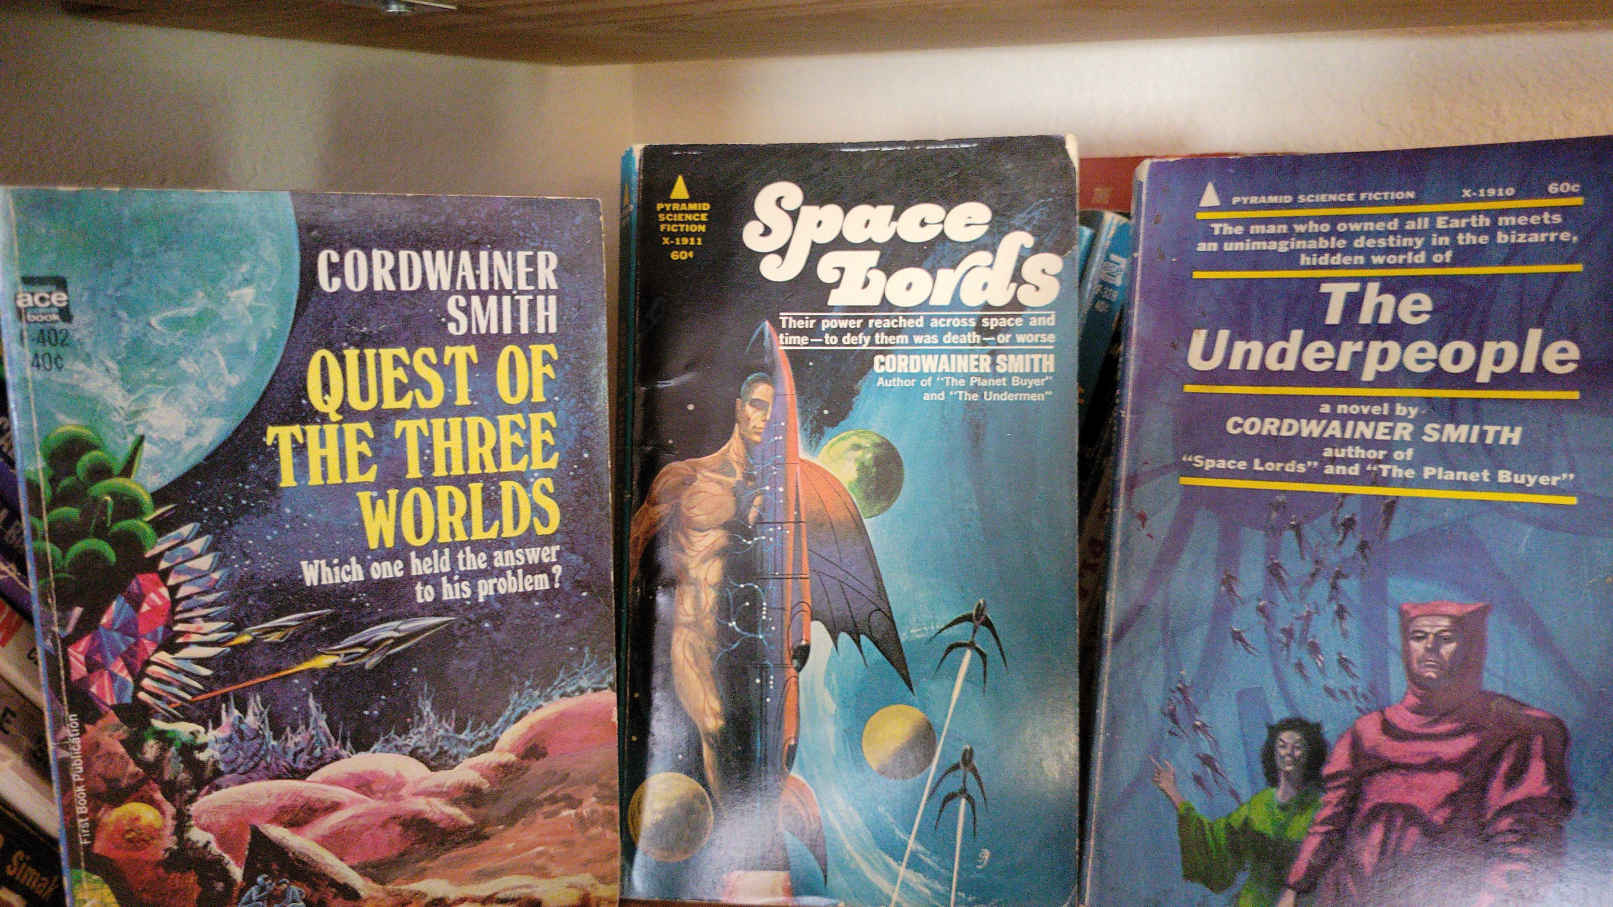 ace
book
-402
40¢
CORDWAINER
SMITH
QUEST OF
THE THREE
WORLDS
Which one held the answer
to his problem?
First Book Publication
Simak
PYRAMID
SCIENCE
FICTION
X-1911
60¢
Space
Lords
Their power reached across space and
time—to defy them was death—or worse
CORDWAINER SMITH
Author of "The Planet Buyer"
and "The Undermen"
PYRAMID SCIENCE FICTION X-1910 60c
The man who owned all Earth meets
an unimaginable destiny in the bizarre,
hidden world of
The
Underpeople
a novel by
CORDWAINER SMITH
author of
"Space Lords" and "The Planet Buyer"